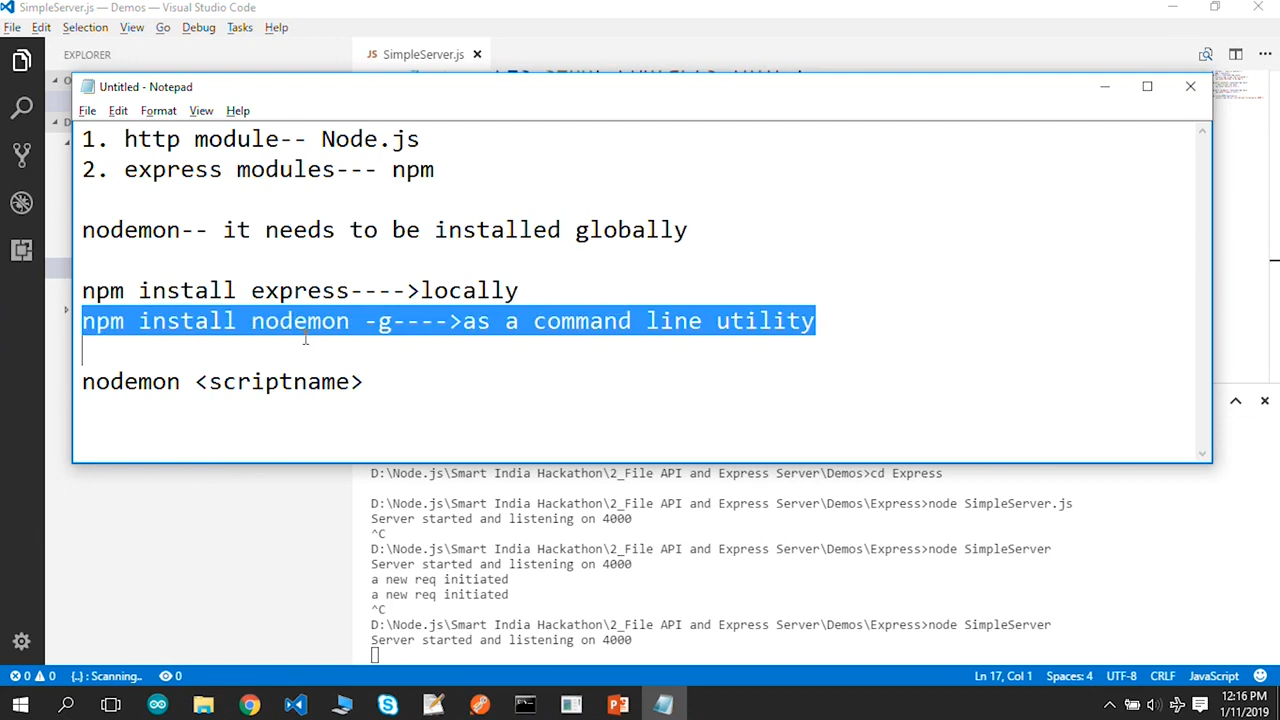 SimpleServer.js — Demos — Visual Studio Code
File Edit Selection View Go Debug Tasks Help
EXPLORER
JS SimpleServer.js
Untitled - Notepad
File Edit Format View Help
1. http module-- Node.js
2. express modules--- npm
nodemon-- it needs to be installed globally
npm install express---->locally
npm install nodemon -g---->as a command line utility
nodemon <scriptname>
D:\Node.js\Smart India Hackathon\2_File API and Express Server\Demos>cd Express
D:\Node.js\Smart India Hackathon\2_File API and Express Server\Demos\Express>node SimpleServer.js
Server started and listening on 4000
^C
D:\Node.js\Smart India Hackathon\2_File API and Express Server\Demos\Express>node SimpleServer
Server started and listening on 4000
a new req initiated
a new req initiated
^C
D:\Node.js\Smart India Hackathon\2_File API and Express Server\Demos\Express>node SimpleServer
Server started and listening on 4000
0 0 {..} : Scanning.. 0 Ln 17, Col 1 Spaces: 4 UTF-8 CRLF JavaScript
12:16 PM
1/11/2019